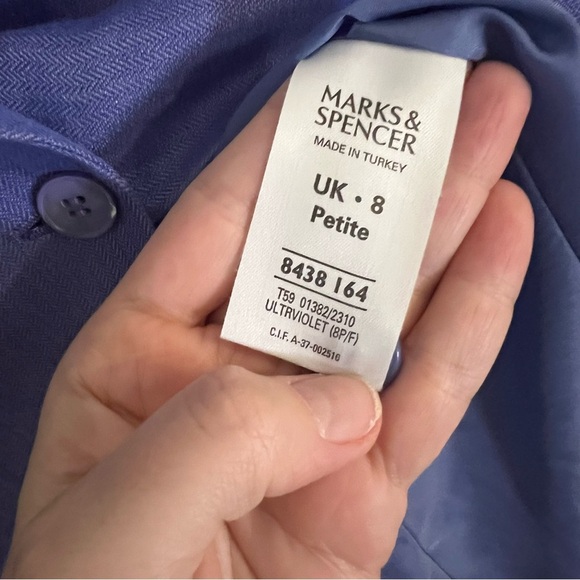 MARKS &
SPENCER
MADE IN TURKEY
UK • 8
Petite
8438 164
T59 01382/2310
ULTRVIOLET (8P/F)
C.I.F. A-37-002510